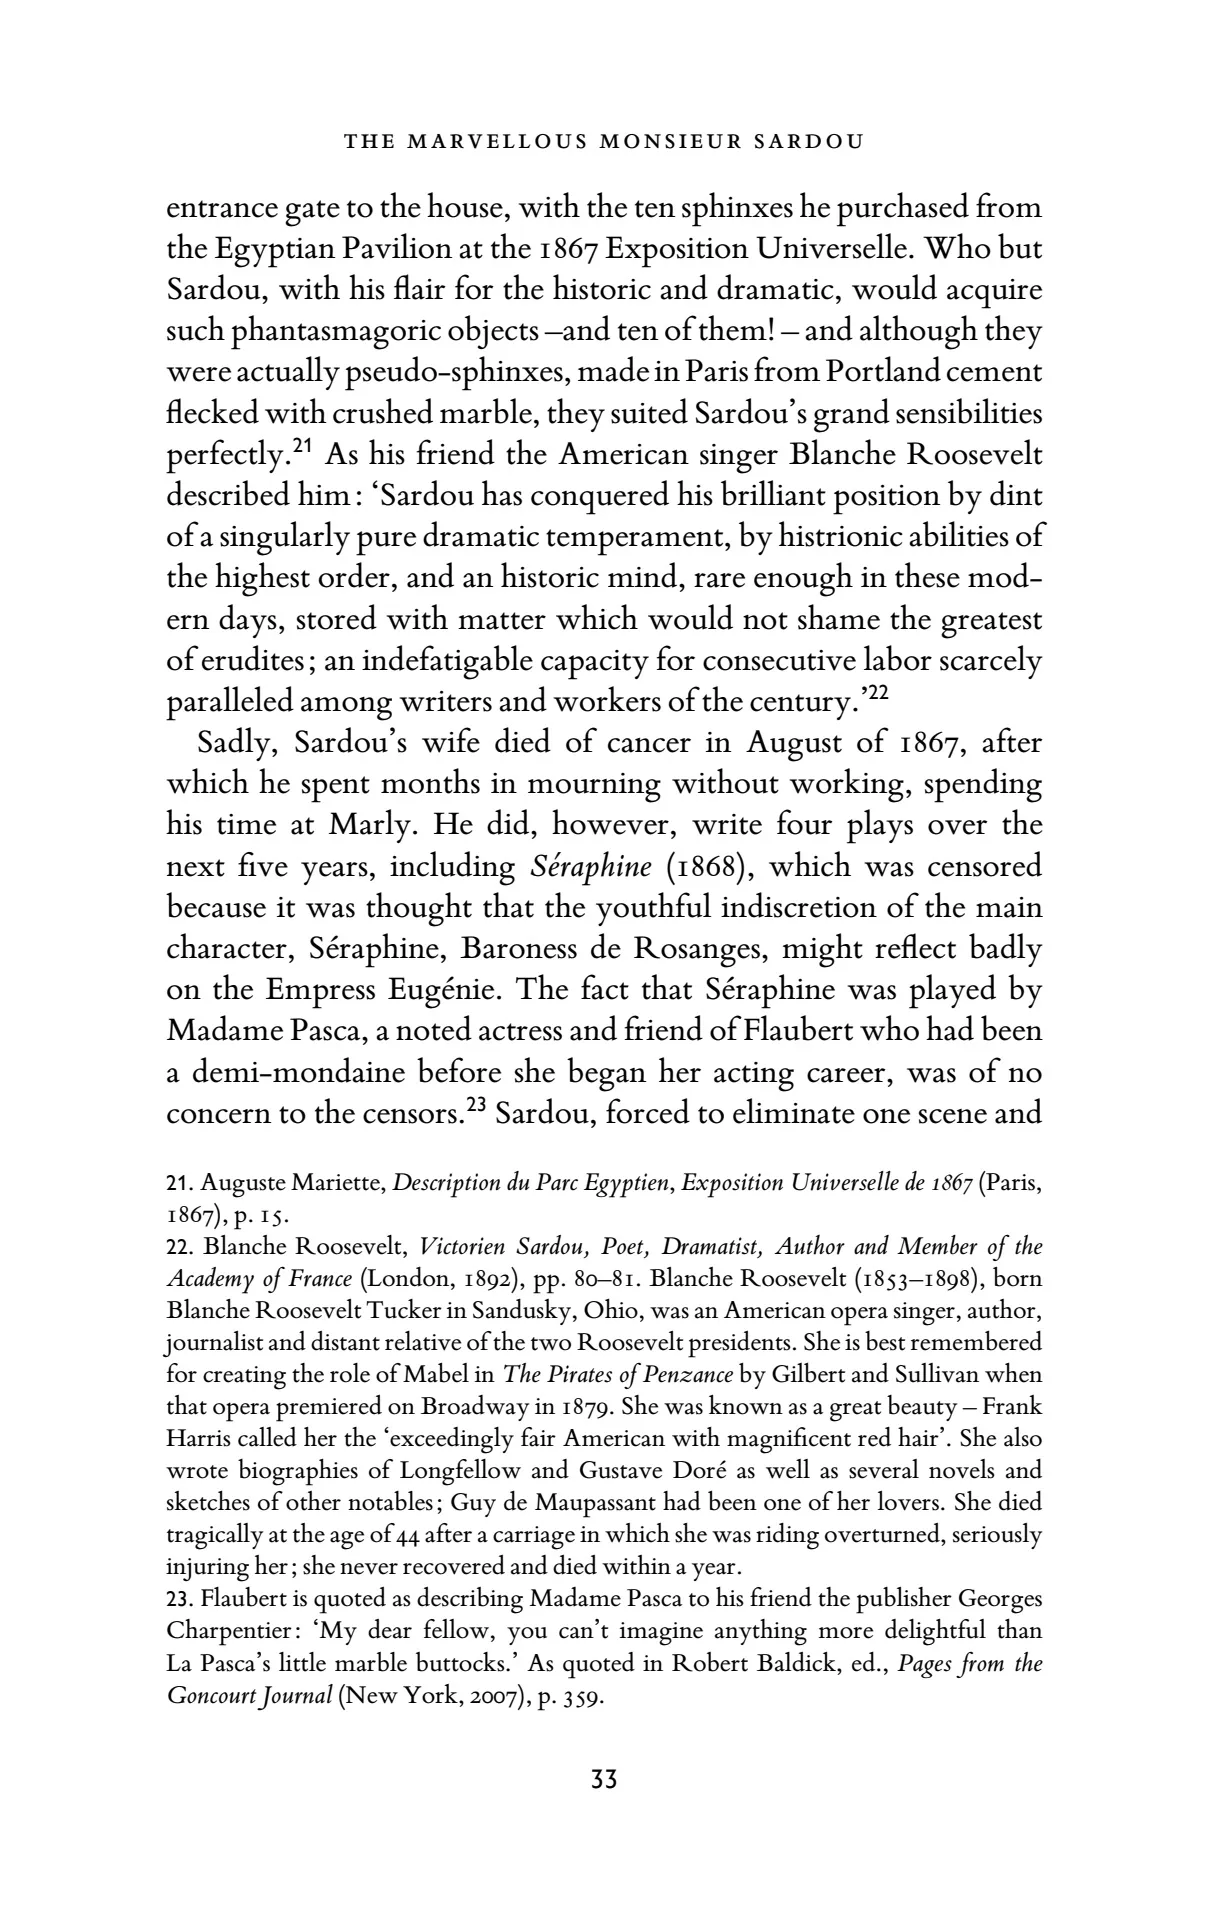 THE MARVELLOUS MONSIEUR SARDOU
entrance gate to the house, with the ten sphinxes he purchased from
the Egyptian Pavilion at the 1867 Exposition Universelle. Who but
Sardou, with his flair for the historic and dramatic, would acquire
such phantasmagoric objects –and ten of them! – and although they
were actually pseudo-sphinxes, made in Paris from Portland cement
flecked with crushed marble, they suited Sardou’s grand sensibilities
perfectly.21 As his friend the American singer Blanche Roosevelt
described him : ‘Sardou has conquered his brilliant position by dint
of a singularly pure dramatic temperament, by histrionic abilities of
the highest order, and an historic mind, rare enough in these mod-
ern days, stored with matter which would not shame the greatest
of erudites ; an indefatigable capacity for consecutive labor scarcely
paralleled among writers and workers of the century.’22
Sadly, Sardou’s wife died of cancer in August of 1867, after
which he spent months in mourning without working, spending
his time at Marly. He did, however, write four plays over the
next five years, including Séraphine (1868), which was censored
because it was thought that the youthful indiscretion of the main
character, Séraphine, Baroness de Rosanges, might reflect badly
on the Empress Eugénie. The fact that Séraphine was played by
Madame Pasca, a noted actress and friend of Flaubert who had been
a demi-mondaine before she began her acting career, was of no
concern to the censors.23 Sardou, forced to eliminate one scene and
21. Auguste Mariette, Description du Parc Egyptien, Exposition Universelle de 1867 (Paris,
1867), p. 15.
22. Blanche Roosevelt, Victorien Sardou, Poet, Dramatist, Author and Member of the
Academy of France (London, 1892), pp. 80–81. Blanche Roosevelt (1853–1898), born
Blanche Roosevelt Tucker in Sandusky, Ohio, was an American opera singer, author,
journalist and distant relative of the two Roosevelt presidents. She is best remembered
for creating the role of Mabel in The Pirates of Penzance by Gilbert and Sullivan when
that opera premiered on Broadway in 1879. She was known as a great beauty – Frank
Harris called her the ‘exceedingly fair American with magnificent red hair’. She also
wrote biographies of Longfellow and Gustave Doré as well as several novels and
sketches of other notables ; Guy de Maupassant had been one of her lovers. She died
tragically at the age of 44 after a carriage in which she was riding overturned, seriously
injuring her ; she never recovered and died within a year.
23. Flaubert is quoted as describing Madame Pasca to his friend the publisher Georges
Charpentier : ‘My dear fellow, you can’t imagine anything more delightful than
La Pasca’s little marble buttocks.’ As quoted in Robert Baldick, ed., Pages from the
Goncourt Journal (New York, 2007), p. 359.
33